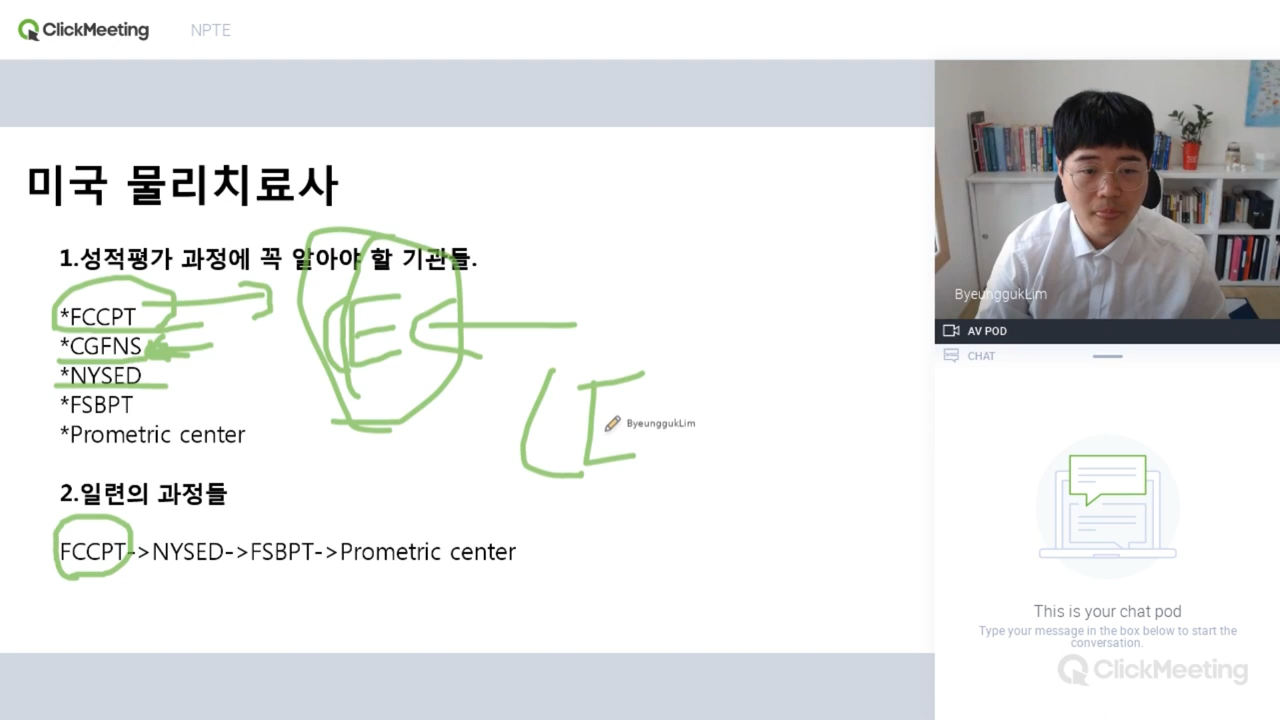 ClickMeeting NPTE
미국 물리치료사
1.성적평가 과정에 꼭 알아야 할 기관들.
*FCCPT
*CGFNS
*NYSED
*FSBPT
*Prometric center
2.일련의 과정들
FCCPT->NYSED->FSBPT->Prometric center
ByeunggukLim
ByeunggukLim
AV POD
CHAT
This is your chat pod
Type your message in the box below to start the
conversation.
ClickMeeting